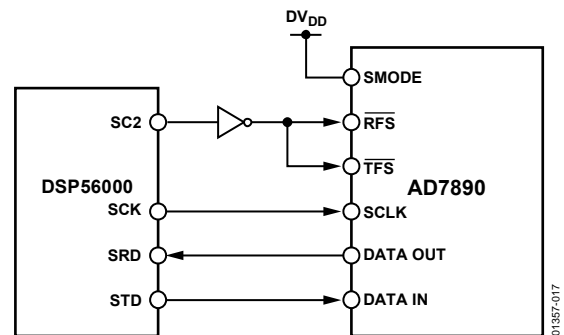 DV_DD
SMODE
SC2
RFS
TFS
DSP56000
AD7890
SCK
SCLK
SRD
DATA OUT
STD
DATA IN
01357-017